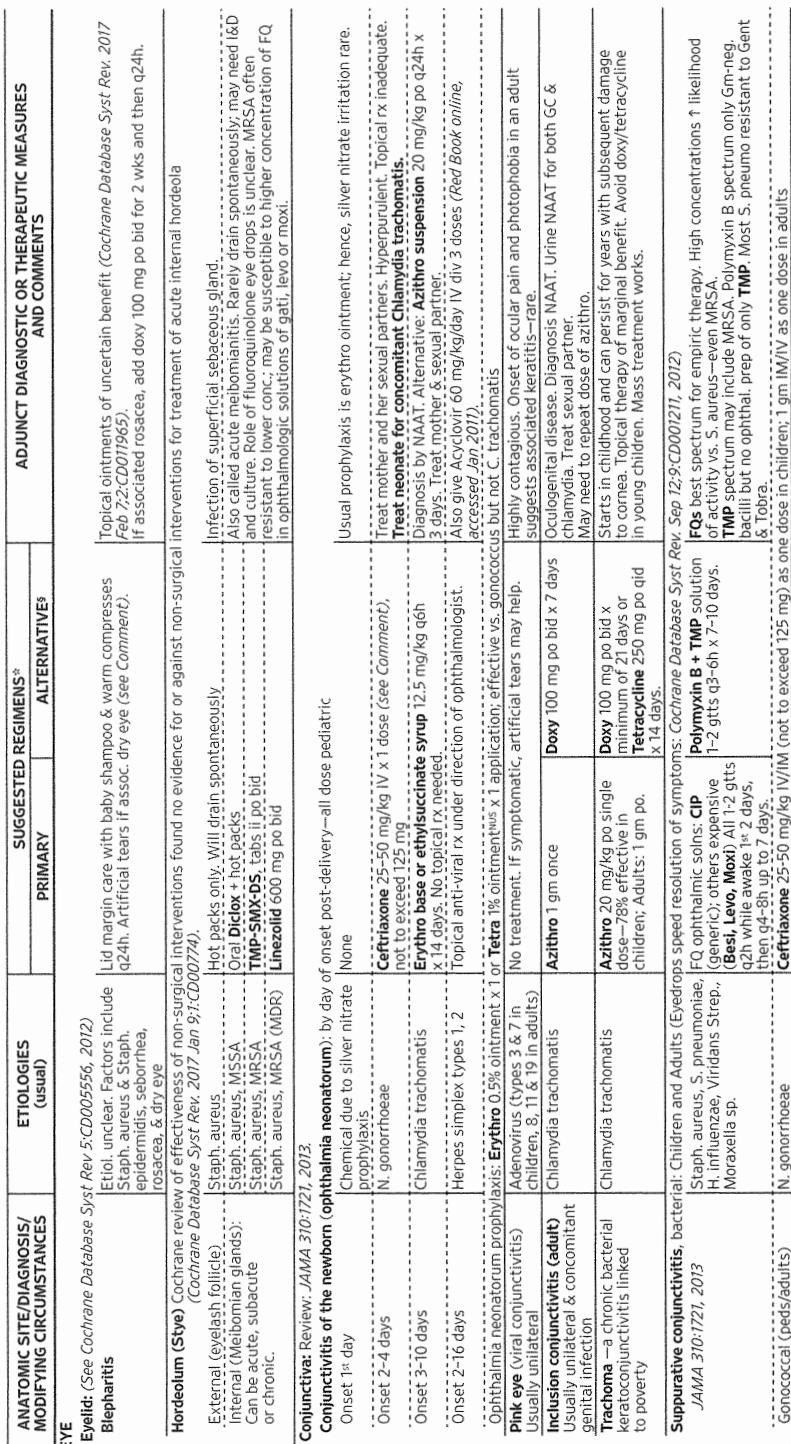 ANATOMIC SITE/DIAGNOSIS/
MODIFYING CIRCUMSTANCES
ETIOLOGIES
(usual)
SUGGESTED REGIMENS*
PRIMARY
ALTERNATIVE§
ADJUNCT DIAGNOSTIC OR THERAPEUTIC MEASURES
AND COMMENTS
EYE
Eyelid: (See Cochrane Database Syst Rev 5:CD005556, 2012)
Blepharitis
Etiol. unclear. Factors include
Staph. aureus & Staph.
epidermidis, seborrhea,
rosacea, & dry eye
Lid margin care with baby shampoo & warm compresses
q24h. Artificial tears if assoc. dry eye (see Comment).
Topical ointments of uncertain benefit (Cochrane Database Syst Rev. 2017
Feb 7;2:CD011965).
If associated rosacea, add doxy 100 mg po bid for 2 wks and then q24h.
Hordeolum (Stye) Cochrane review of effectiveness of non-surgical interventions found no evidence for or against non-surgical interventions for treatment of acute internal hordeola
(Cochrane Database Syst Rev. 2017 Jan 9;1:CD00774).
External (eyelash follicle)
Staph. aureus
Hot packs only. Will drain spontaneously
Infection of superficial sebaceous gland.
Internal (Meibomian glands):
Can be acute, subacute
or chronic.
Staph. aureus, MSSA
Oral Diclox + hot packs
Staph. aureus, MRSA
TMP-SMX-DS, tabs ii po bid
Staph. aureus, MRSA (MDR)
Linezolid 600 mg po bid
Also called acute meibomianitis. Rarely drain spontaneously; may need I&D
and culture. Role of fluoroquinolone eye drops is unclear. MRSA often
resistant to lower conc.; may be susceptible to higher concentration of FQ
in ophthalmologic solutions of gati, levo or moxi.
Conjunctiva: Review: JAMA 310:1721, 2013.
Conjunctivitis of the newborn (ophthalmia neonatorum): by day of onset post-delivery—all dose pediatric
Onset 1st day
Chemical due to silver nitrate
prophylaxis
None
Usual prophylaxis is erythro ointment; hence, silver nitrate irritation rare.
Onset 2–4 days
N. gonorrhoeae
Ceftriaxone 25–50 mg/kg IV x 1 dose (see Comment),
not to exceed 125 mg
Treat mother and her sexual partners. Hyperpurulent. Topical rx inadequate.
Treat neonate for concomitant Chlamydia trachomatis.
Onset 3–10 days
Chlamydia trachomatis
Erythro base or ethylsuccinate syrup 12.5 mg/kg q6h
x 14 days. No topical rx needed.
Diagnosis by NAAT. Alternative: Azithro suspension 20 mg/kg po q24h x
3 days. Treat mother & sexual partner.
Onset 2–16 days
Herpes simplex types 1, 2
Topical anti-viral rx under direction of ophthalmologist.
Also give Acyclovir 60 mg/kg/day IV div 3 doses (Red Book online,
accessed Jan 2011).
Ophthalmia neonatorum prophylaxis: Erythro 0.5% ointment x 1 or Tetra 1% ointmentNUS x 1 application; effective vs. gonococcus but not C. trachomatis
Pink eye (viral conjunctivitis)
Usually unilateral
Adenovirus (types 3 & 7 in
children, 8, 11 & 19 in adults)
No treatment. If symptomatic, artificial tears may help.
Highly contagious. Onset of ocular pain and photophobia in an adult
suggests associated keratitis—rare.
Inclusion conjunctivitis (adult)
Usually unilateral & concomitant
genital infection
Chlamydia trachomatis
Azithro 1 gm once
Doxy 100 mg po bid x 7 days
Oculogenital disease. Diagnosis NAAT. Urine NAAT for both GC &
chlamydia. Treat sexual partner.
May need to repeat dose of azithro.
Trachoma —a chronic bacterial
keratoconjunctivitis linked
to poverty
Chlamydia trachomatis
Azithro 20 mg/kg po single
dose—78% effective in
children; Adults: 1 gm po.
Doxy 100 mg po bid x
minimum of 21 days or
Tetracycline 250 mg po qid
x 14 days.
Starts in childhood and can persist for years with subsequent damage
to cornea. Topical therapy of marginal benefit. Avoid doxy/tetracycline
in young children. Mass treatment works.
Suppurative conjunctivitis, bacterial: Children and Adults (Eyedrops speed resolution of symptoms: Cochrane Database Syst Rev. Sep 12;9:CD001211, 2012)
JAMA 310:1721, 2013
Staph. aureus, S. pneumoniae,
H. influenzae, Viridans Strep.,
Moraxella sp.
FQ ophthalmic solns: CIP
(generic); others expensive
(Besi, Levo, Moxi) All 1-2 gtts
q2h while awake 1st 2 days,
then q4–8h up to 7 days.
Polymyxin B + TMP solution
1–2 gtts q3–6h x 7–10 days.
FQs best spectrum for empiric therapy. High concentrations ↑ likelihood
of activity vs. S. aureus—even MRSA.
TMP spectrum may include MRSA. Polymyxin B spectrum only Gm-neg.
bacilli but no ophthal. prep of only TMP. Most S. pneumo resistant to Gent
& Tobra.
Gonococcal (peds/adults)
N. gonorrhoeae
Ceftriaxone 25-50 mg/kg IV/IM (not to exceed 125 mg) as one dose in children; 1 gm IM/IV as one dose in adults